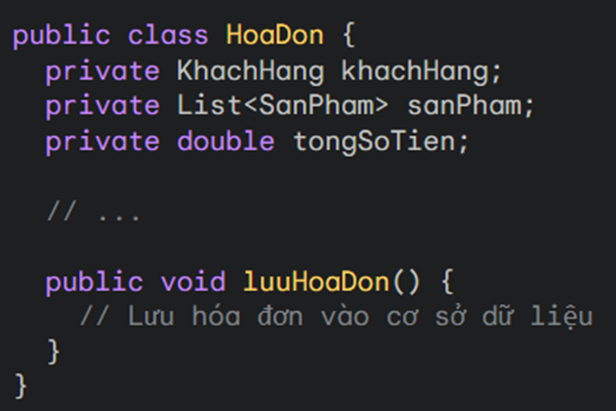 public class HoaDon {
private KhachHang khachHang;
private List<SanPham> sanPham;
private double tongSoTien;
// ...
public void luuHoaDon() {
// Lưu hóa đơn vào cơ sở dữ liệu
}
}